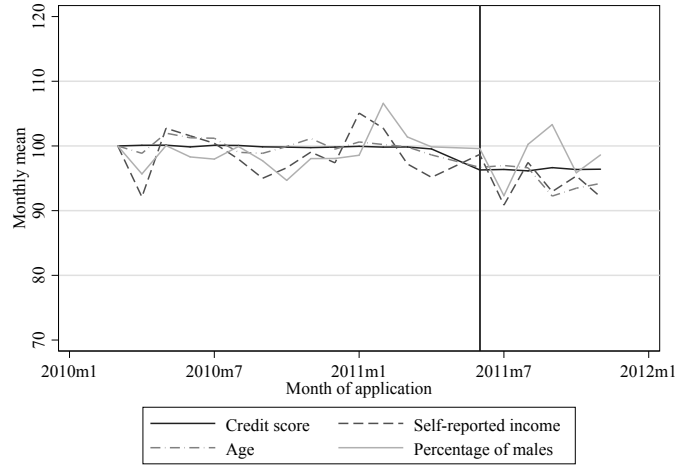 120
110
100
90
80
70
Monthly mean
2010m1 2010m7 2011m1 2011m7 2012m1
Month of application
Credit score Self-reported income
Age Percentage of males